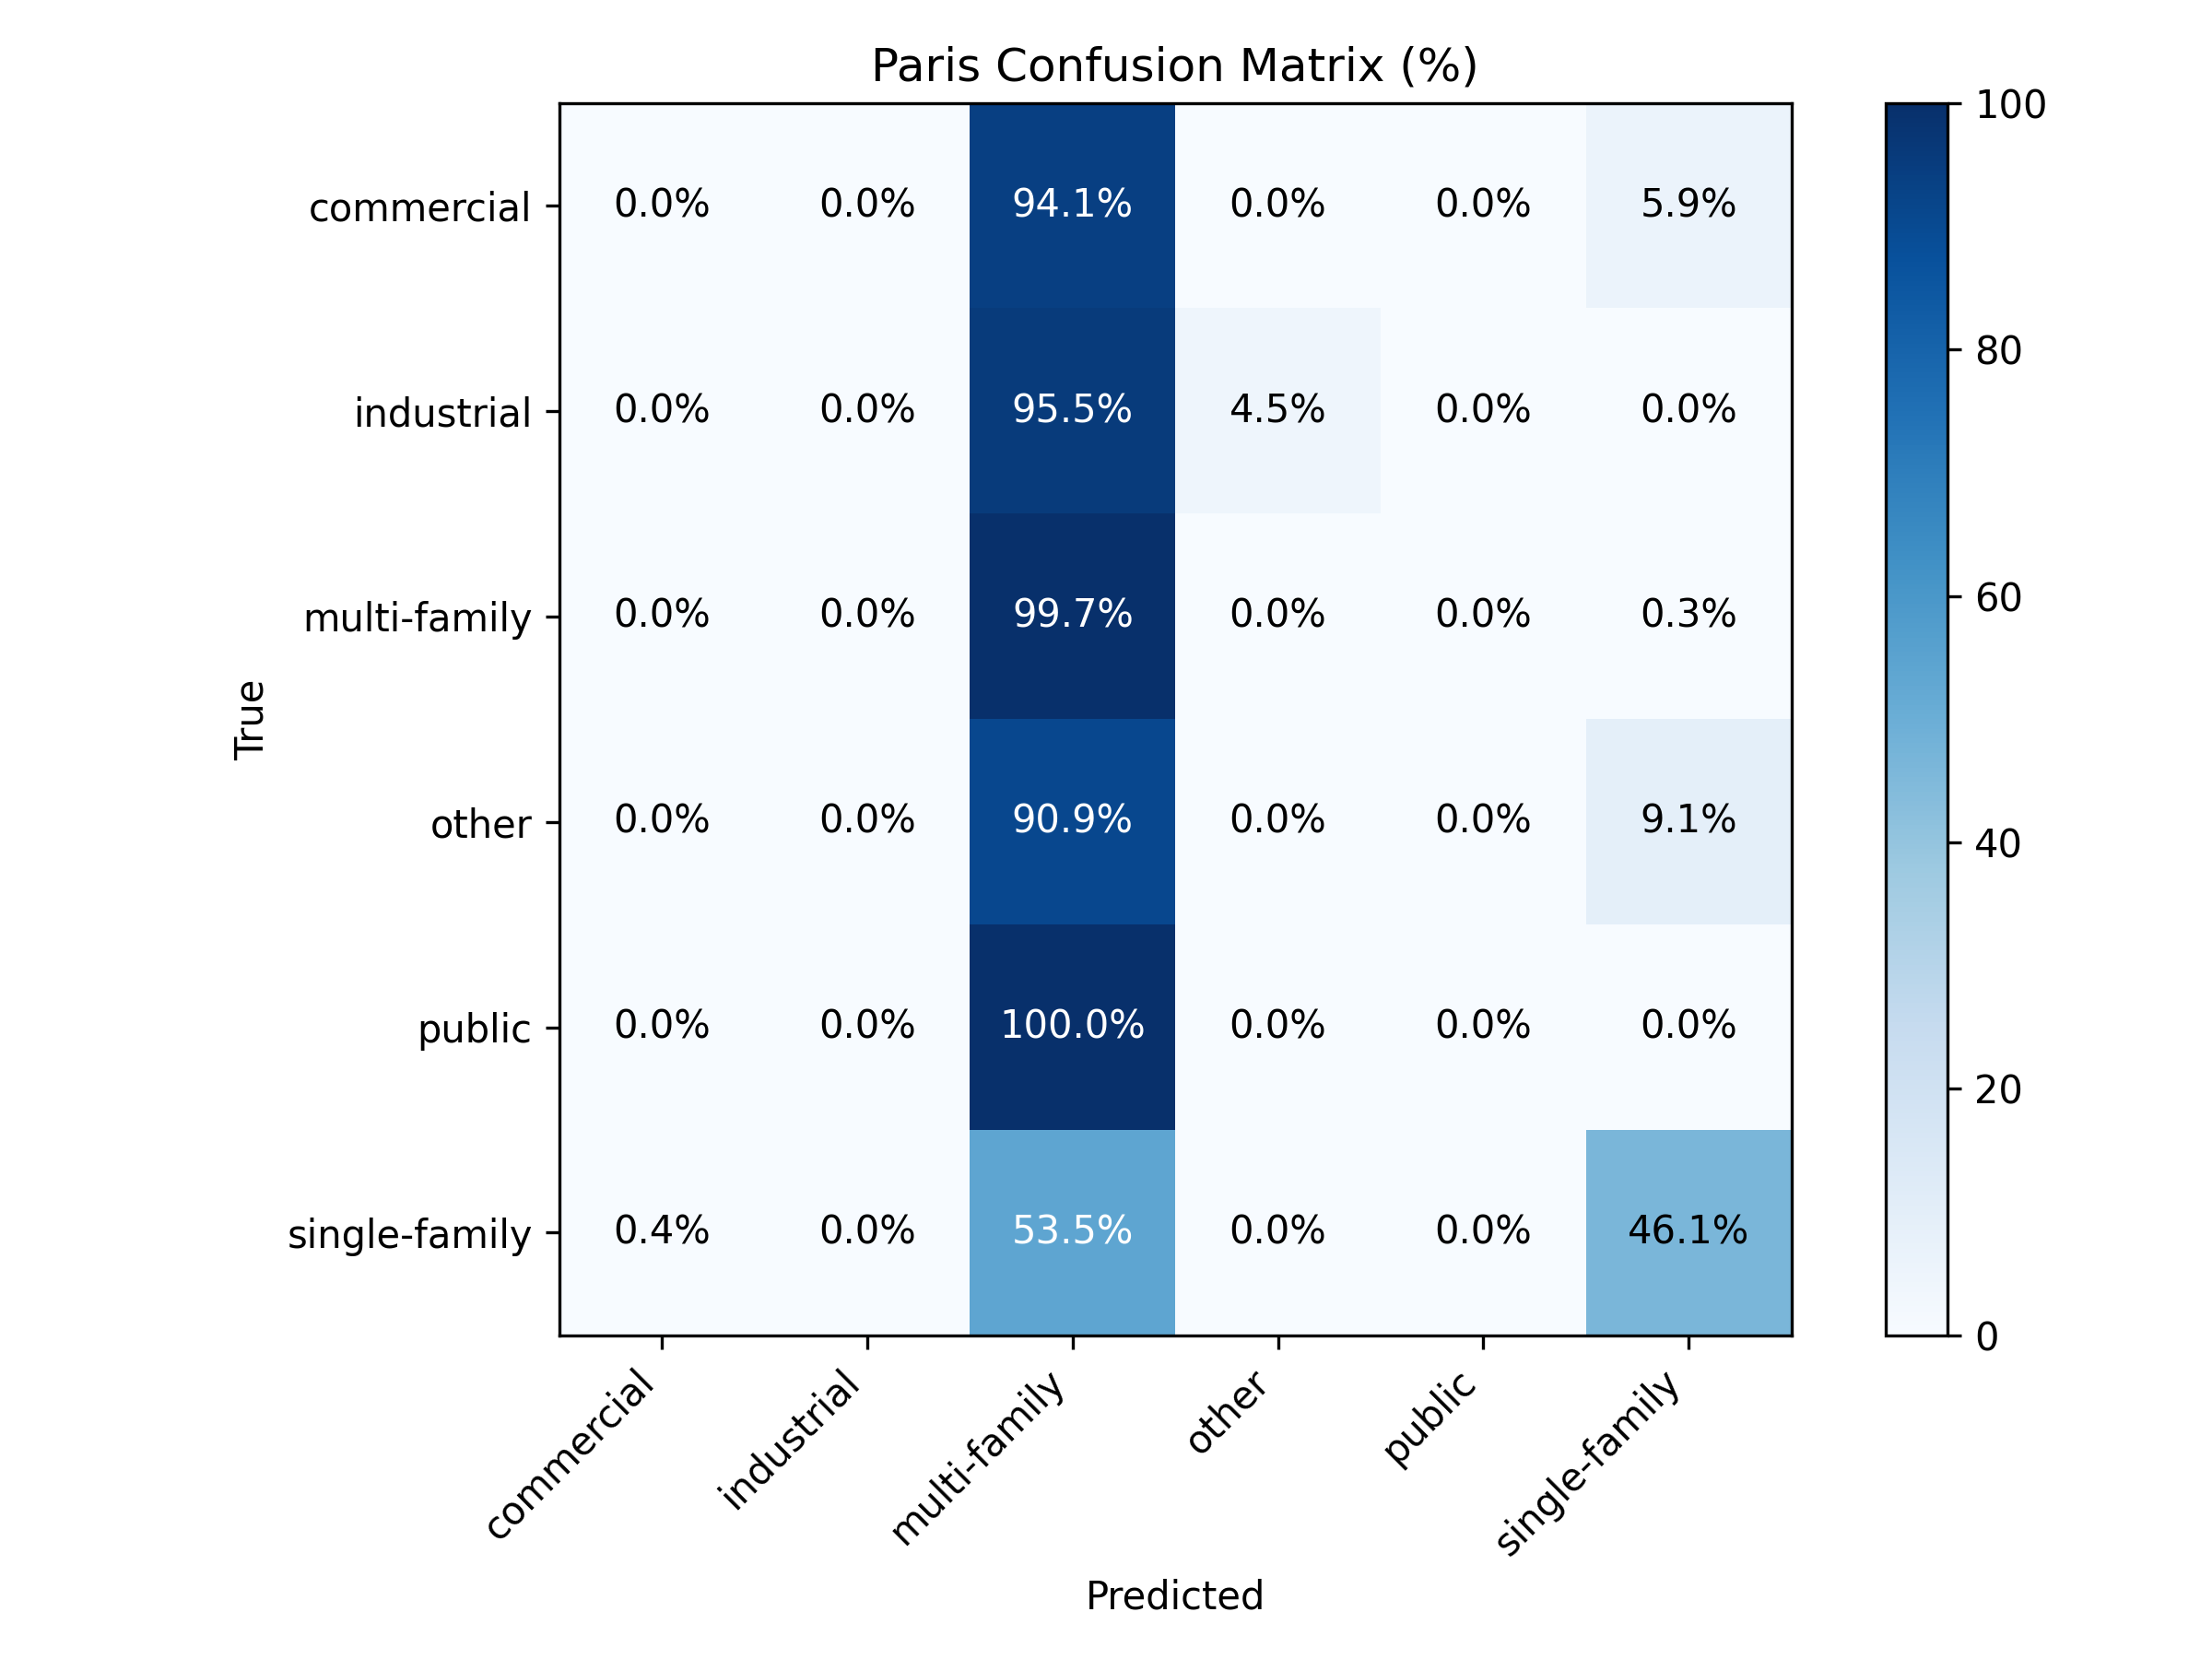 Paris Confusion Matrix (%)
commercial 0.0% 0.0% 94.1% 0.0% 0.0% 5.9%
industrial 0.0% 0.0% 95.5% 4.5% 0.0% 0.0%
multi-family 0.0% 0.0% 99.7% 0.0% 0.0% 0.3%
other 0.0% 0.0% 90.9% 0.0% 0.0% 9.1%
public 0.0% 0.0% 100.0% 0.0% 0.0% 0.0%
single-family 0.4% 0.0% 53.5% 0.0% 0.0% 46.1%
True
commercial industrial multi-family other public single-family
Predicted
100
80
60
40
20
0